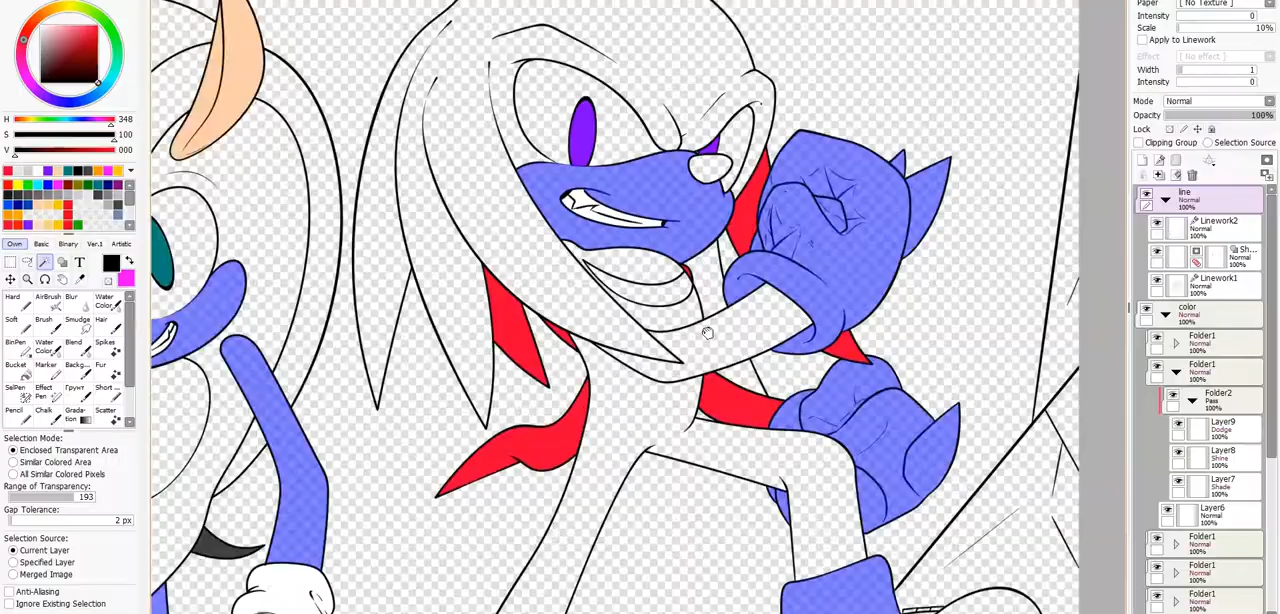 H 348
S 100
V 000
Own Basic Binary Ver.1 Artistic
Hard AirBrush Blur Water Color
Soft Brush Smudge Hair
BinPen Water Color Blend Spikes
Bucket Marker Backg... Fur
SelPen Effect Pen Грунт Short ...
Pencil Chalk Grada-tion Scatter
Selection Mode:
Enclosed Transparent Area
Similar Colored Area
All Similar Colored Pixels
Range of Transparency:
193
Gap Tolerance:
2 px
Selection Source:
Current Layer
Specified Layer
Merged Image
Anti-Aliasing
Ignore Existing Selection
Paper [ No Texture ]
Intensity 0
Scale 10%
Apply to Linework
Effect [ No effect ]
Width 1
Intensity 0
Mode Normal
Opacity 100%
Lock
Clipping Group Selection Source
line
Normal
100%
Linework2
Normal
100%
Sh...
Normal
100%
Linework1
Normal
100%
color
Normal
100%
Folder1
Normal
100%
Folder1
Normal
100%
Folder2
Pass
100%
Layer9
Dodge
100%
Layer8
Shine
100%
Layer7
Shade
100%
Layer6
Normal
100%
Folder1
Normal
100%
Folder1
Normal
100%
Folder1
Normal